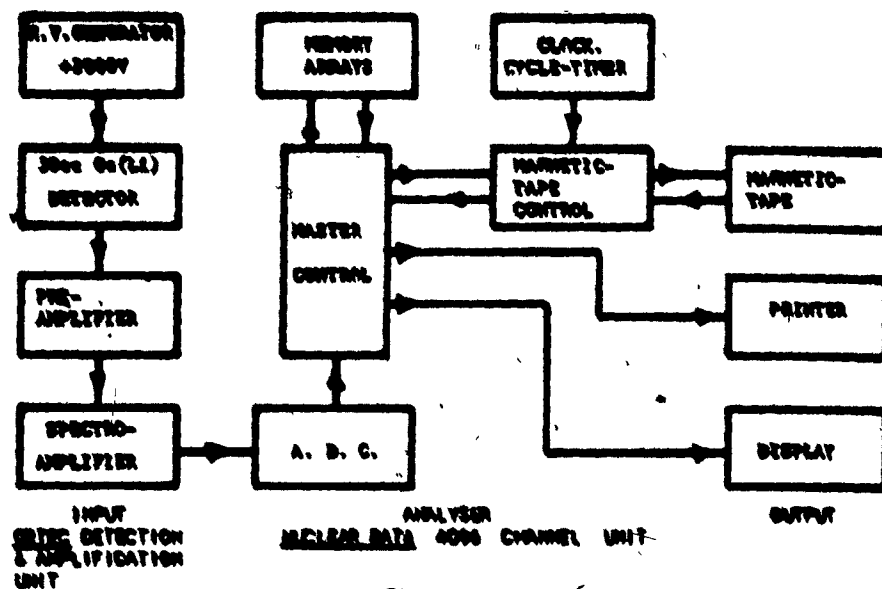 H.V.GENERATOR
MEMORY
ARRAYS
CLOCK.
CYCLE-TIMER
DETECTOR
MAGNETIC-
TAPE
CONTROL
MAGNETIC-
TAPE
MASTER
CONTROL
PRE-
AMPLIFIER
PRINTER
SPECTRO-
AMPLIFIER
A. D. C.
DISPLAY
INPUT
ORTEC DETECTION
& AMPLIFICATION
UNIT
ANALYSER
NUCLEAR DATA 4096 CHANNEL UNIT
OUTPUT